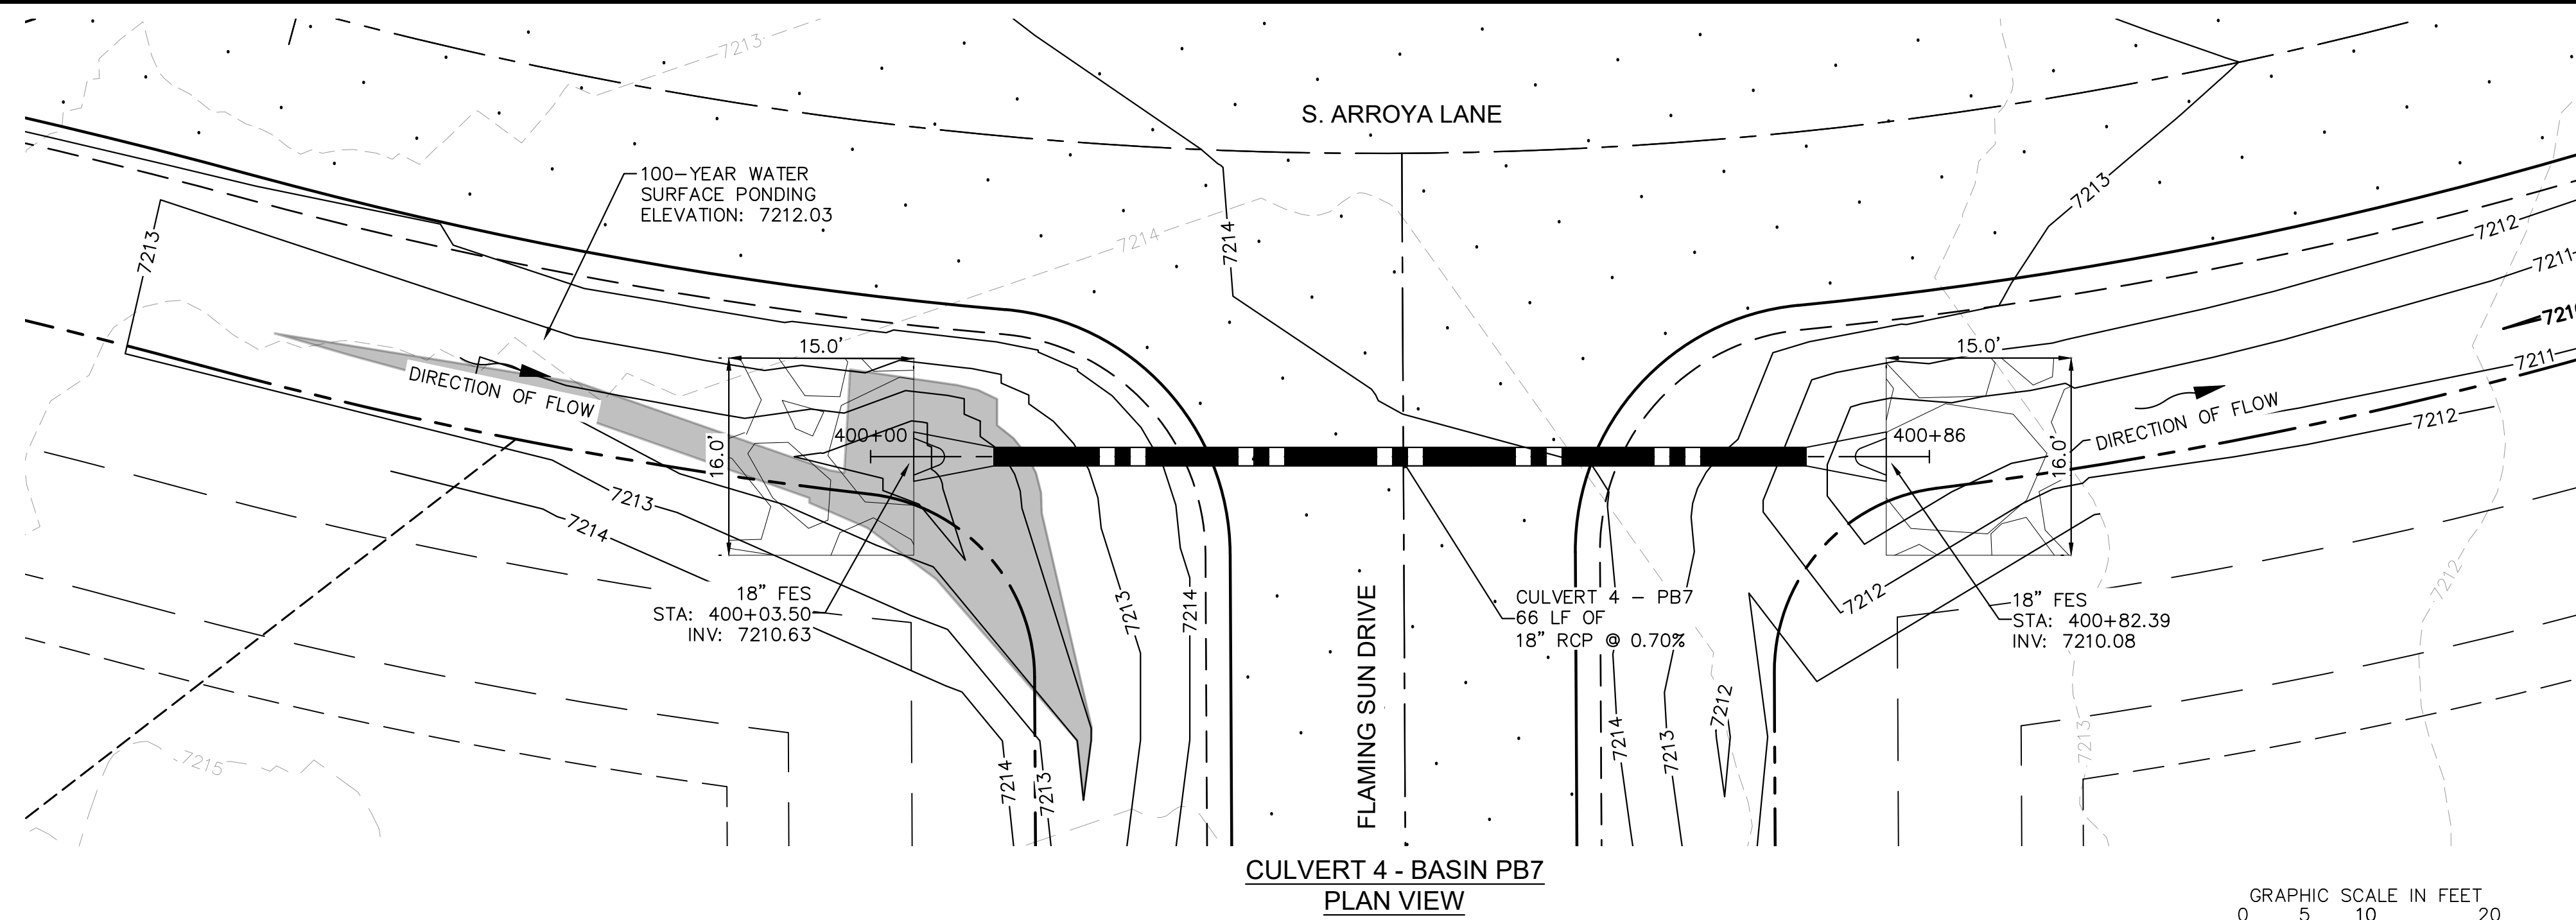 7213
S. ARROYA LANE
100-YEAR WATER
SURFACE PONDING
ELEVATION: 7212.03
7213
7213
7214
7214
7212
7211
7211
7212
15.0'
16.0'
DIRECTION OF FLOW
400+00
15.0'
16.0'
400+86
DIRECTION OF FLOW
7213
7214
18" FES
STA: 400+03.50
INV: 7210.63
7213
7214
FLAMING SUN DRIVE
CULVERT 4 - PB7
66 LF OF
18" RCP @ 0.70%
7212
18" FES
STA: 400+82.39
INV: 7210.08
7212
7215
7214
7213
7214
7213
7212
7213
CULVERT 4 - BASIN PB7
PLAN VIEW
GRAPHIC SCALE IN FEET
0 5 10 20